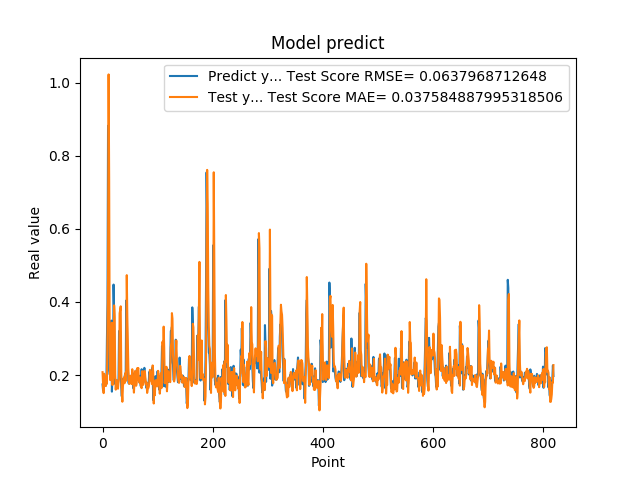 Model predict
Predict y... Test Score RMSE= 0.0637968712648
Test y... Test Score MAE= 0.037584887995318506
Real value
1.0
0.8
0.6
0.4
0.2
0 200 400 600 800
Point